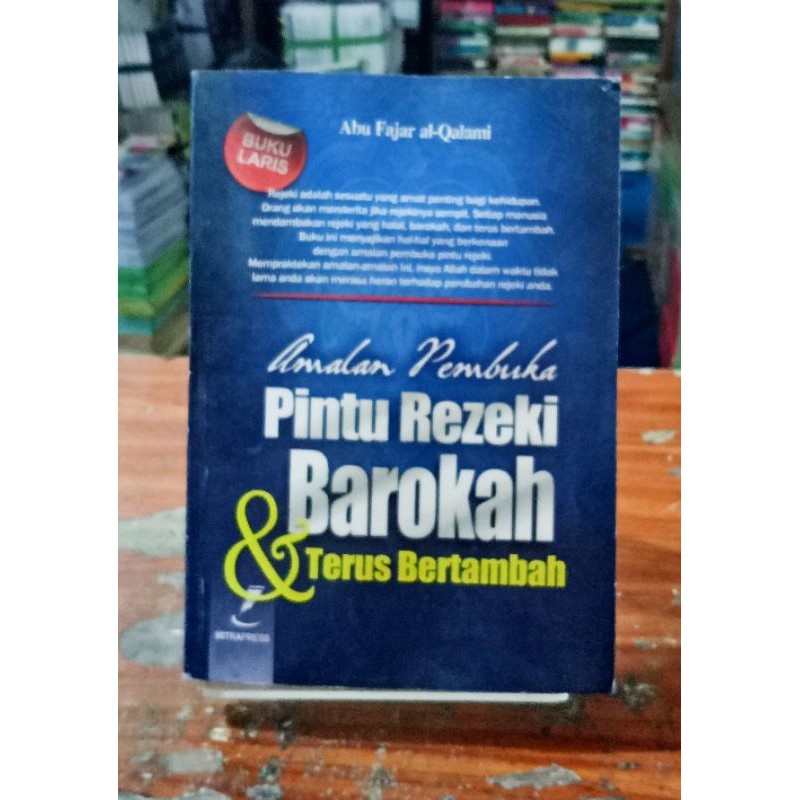 Abu Fajar al-Qalami
BUKU
LARIS
Rejeki adalah sesuatu yang amat penting bagi kehidupan.
Orang akan menderita jika rejekinya sempit. Setiap manusia
mendambakan rejeki yang halal, barokah, dan terus bertambah.
Buku ini menyajikan hal-hal yang berkenaan
dengan amalan pembuka pintu rejeki.
Mempraktekan amalan-amalan ini, insya Allah dalam waktu tidak
lama anda akan merasa heran terhadap perubahan rejeki anda.
Amalan Pembuka
Pintu Rezeki
Barokah
& Terus Bertambah
MITRAPRESS